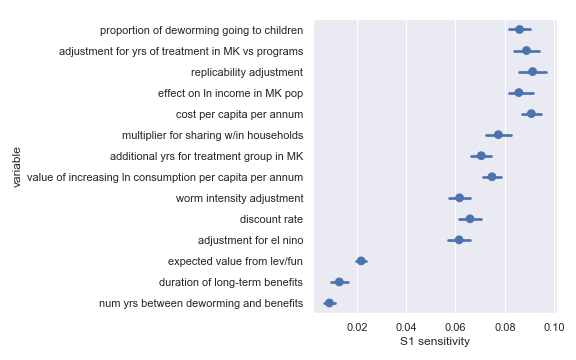 proportion of deworming going to children
adjustment for yrs of treatment in MK vs programs
replicability adjustment
effect on ln income in MK pop
cost per capita per annum
multiplier for sharing w/in households
additional yrs for treatment group in MK
value of increasing ln consumption per capita per annum
worm intensity adjustment
discount rate
adjustment for el nino
expected value from lev/fun
duration of long-term benefits
num yrs between deworming and benefits
variable
0.02 0.04 0.06 0.08 0.10
S1 sensitivity